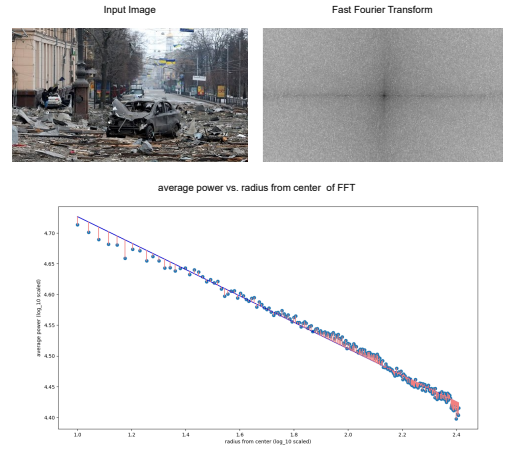 Input Image
Fast Fourier Transform
average power vs. radius from center of FFT
average power (log_10 scaled)
4.70
4.65
4.60
4.55
4.50
4.45
4.40
1.0 1.2 1.4 1.6 1.8 2.0 2.2 2.4
radius from center (log_10 scaled)